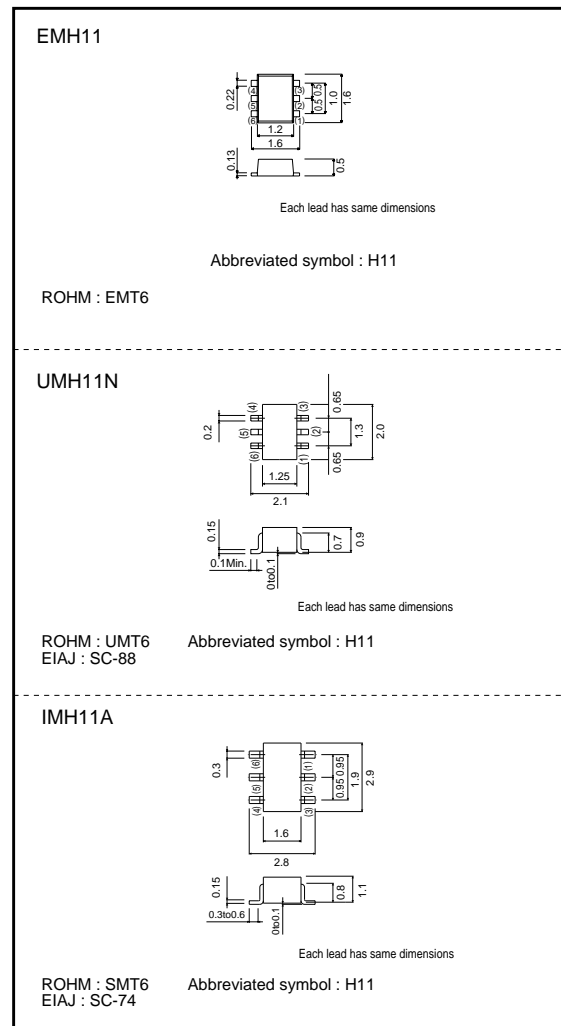 EMH11
0.22
(4)
(5)
(6)
(3)
(2)
(1)
0.5
0.5
1.0
1.6
1.2
1.6
0.13
0.5
Each lead has same dimensions
Abbreviated symbol : H11
ROHM : EMT6
UMH11N
0.2
(4)
(5)
(6)
(3)
(2)
(1)
0.65
0.65
1.3
2.0
1.25
2.1
0.15
0.1Min.
0to0.1
0.7
0.9
Each lead has same dimensions
ROHM : UMT6 Abbreviated symbol : H11
EIAJ : SC-88
IMH11A
0.3
(6)
(5)
(4)
(1)
(2)
(3)
0.95
0.95
1.9
2.9
1.6
2.8
0.15
0.3to0.6
0to0.1
0.8
1.1
Each lead has same dimensions
ROHM : SMT6 Abbreviated symbol : H11
EIAJ : SC-74